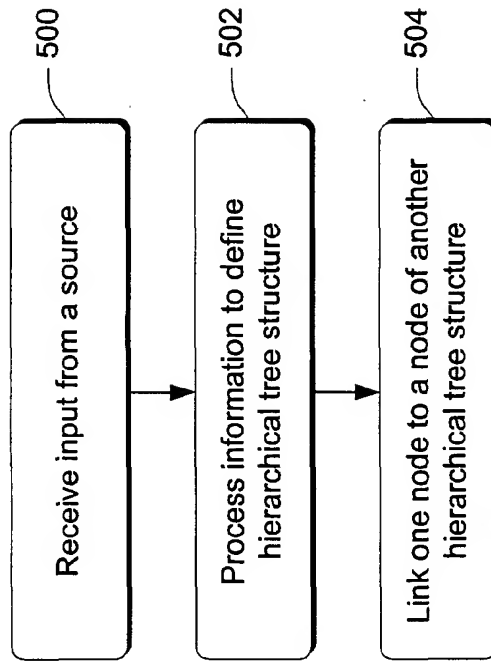 500
Receive input from a source
502
Process information to define
hierarchical tree structure
504
Link one node to a node of another
hierarchical tree structure